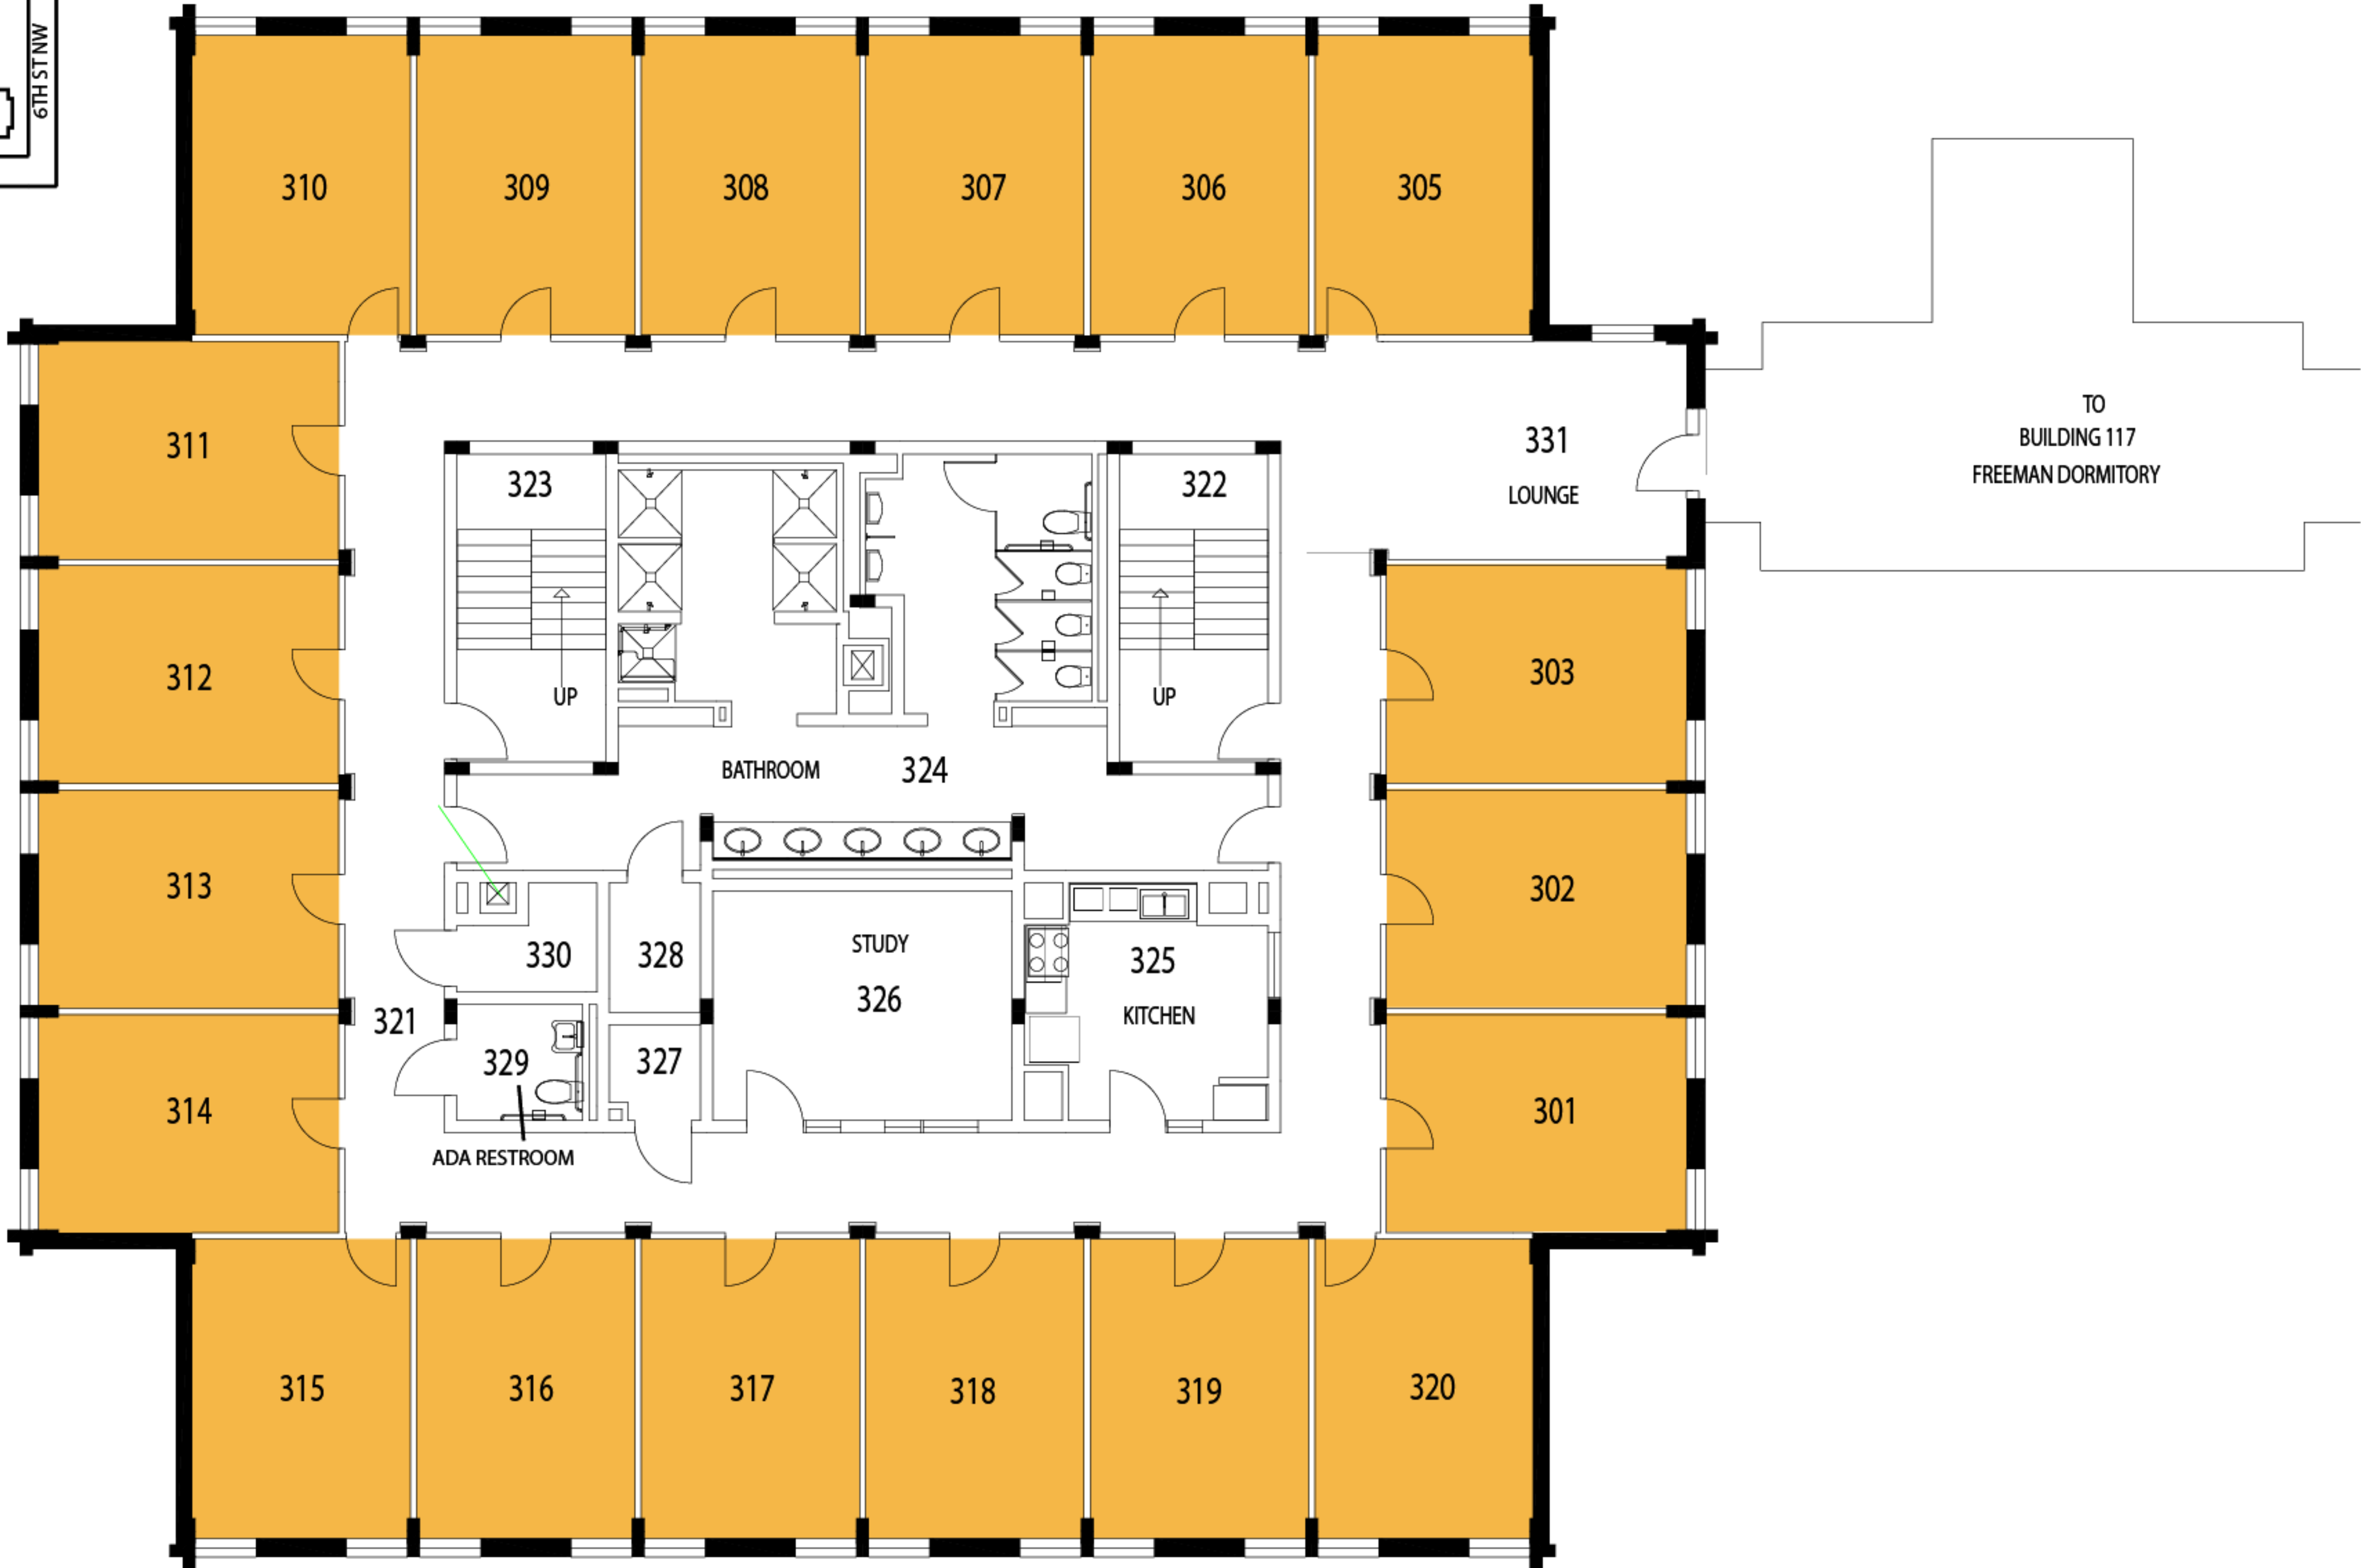 6TH ST NW
310
309
308
307
306
305
311
323
322
331
LOUNGE
TO
BUILDING 117
FREEMAN DORMITORY
312
UP
UP
303
BATHROOM
324
313
302
330
328
STUDY
326
325
KITCHEN
321
329
327
314
301
ADA RESTROOM
315
316
317
318
319
320